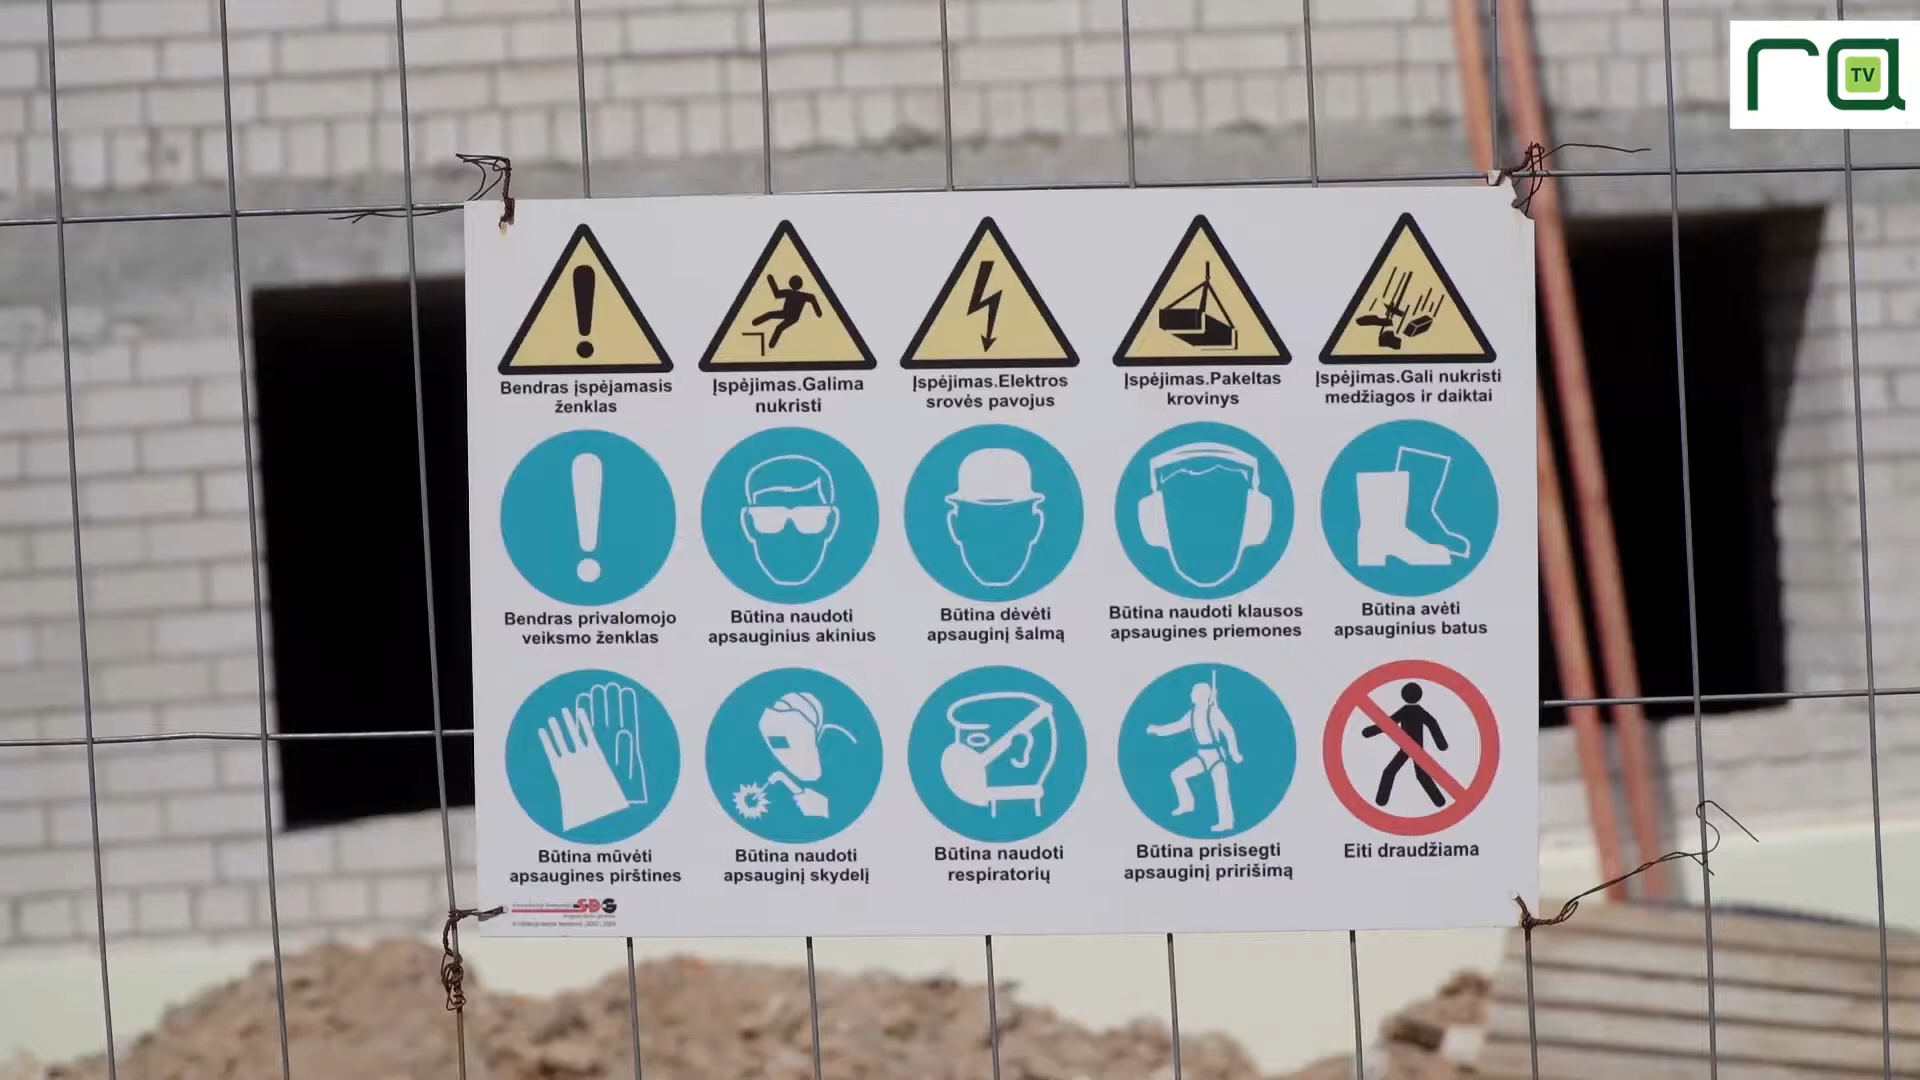 ra TV
Bendras įspėjamasis
ženklas
Įspėjimas.Galima
nukristi
Įspėjimas.Elektros
srovės pavojus
Įspėjimas.Pakeltas
krovinys
Įspėjimas.Gali nukristi
medžiagos ir daiktai
Bendras privalomojo
veiksmo ženklas
Būtina naudoti
apsauginius akinius
Būtina dėvėti
apsauginį šalmą
Būtina naudoti klausos
apsaugines priemones
Būtina avėti
apsauginius batus
Būtina mūvėti
apsaugines pirštines
Būtina naudoti
apsauginį skydelį
Būtina naudoti
respiratorių
Būtina prisisegti
apsauginį pririšimą
Eiti draudžiama
SDG